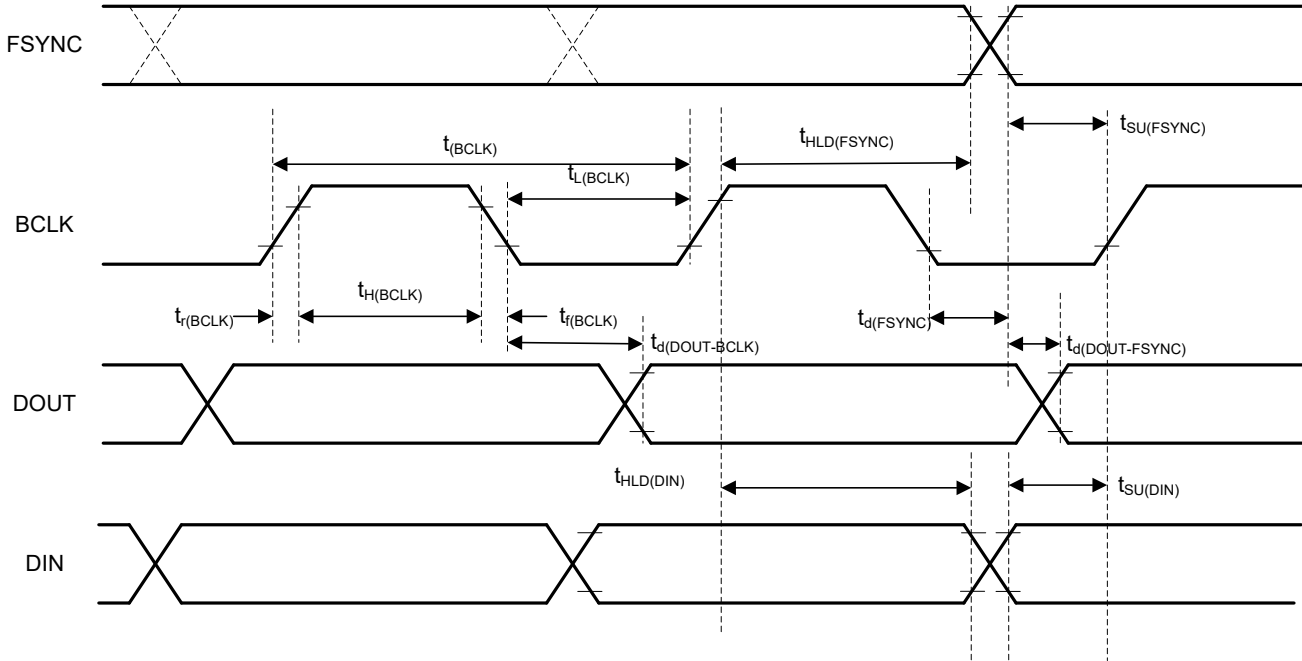 FSYNC
t(BCLK)
tHLD(FSYNC)
tSU(FSYNC)
tL(BCLK)
BCLK
tH(BCLK)
tr(BCLK)
tf(BCLK)
td(FSYNC)
td(DOUT-BCLK)
td(DOUT-FSYNC)
DOUT
tHLD(DIN)
tSU(DIN)
DIN